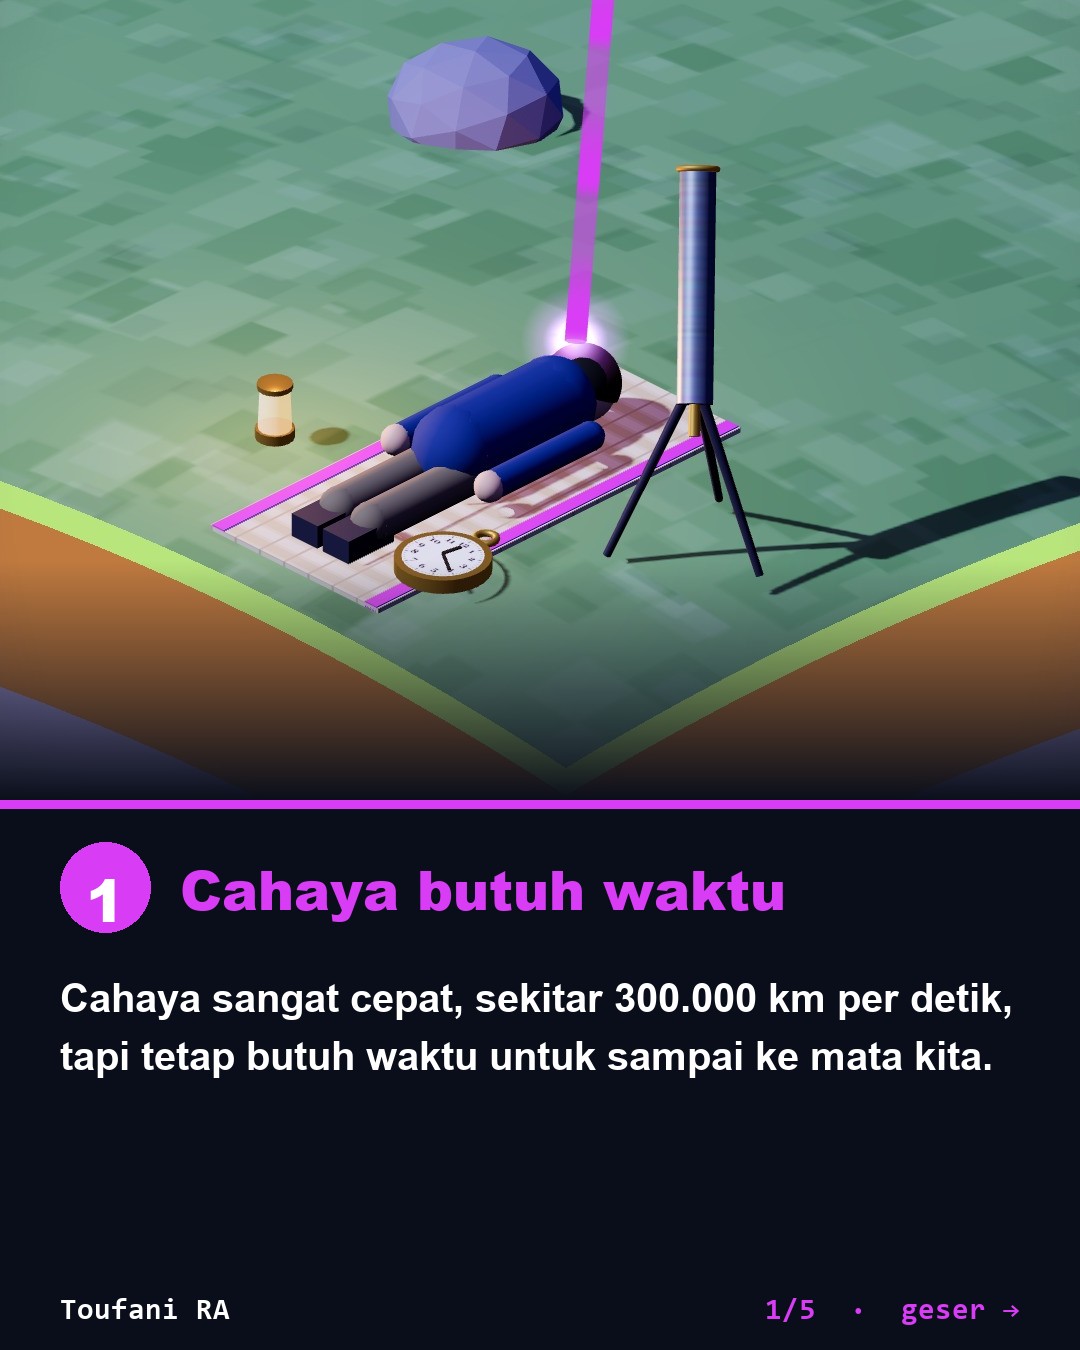 1
Cahaya butuh waktu
Cahaya sangat cepat, sekitar 300.000 km per detik,
tapi tetap butuh waktu untuk sampai ke mata kita.
Toufani RA
1/5 · geser →